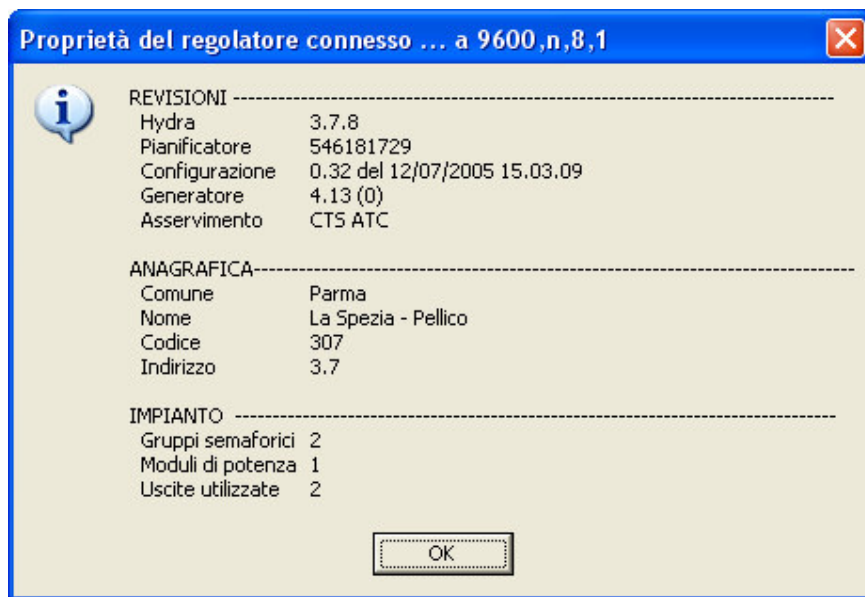 Proprietà del regolatore connesso ... a 9600,n,8,1
REVISIONI --------------------------------------------------------------------------------
Hydra 3.7.8
Pianificatore 546181729
Configurazione 0.32 del 12/07/2005 15.03.09
Generatore 4.13 (0)
Asservimento CTS ATC
ANAGRAFICA--------------------------------------------------------------------------------
Comune Parma
Nome La Spezia - Pellico
Codice 307
Indirizzo 3.7
IMPIANTO --------------------------------------------------------------------------------
Gruppi semaforici 2
Moduli di potenza 1
Uscite utilizzate 2
OK